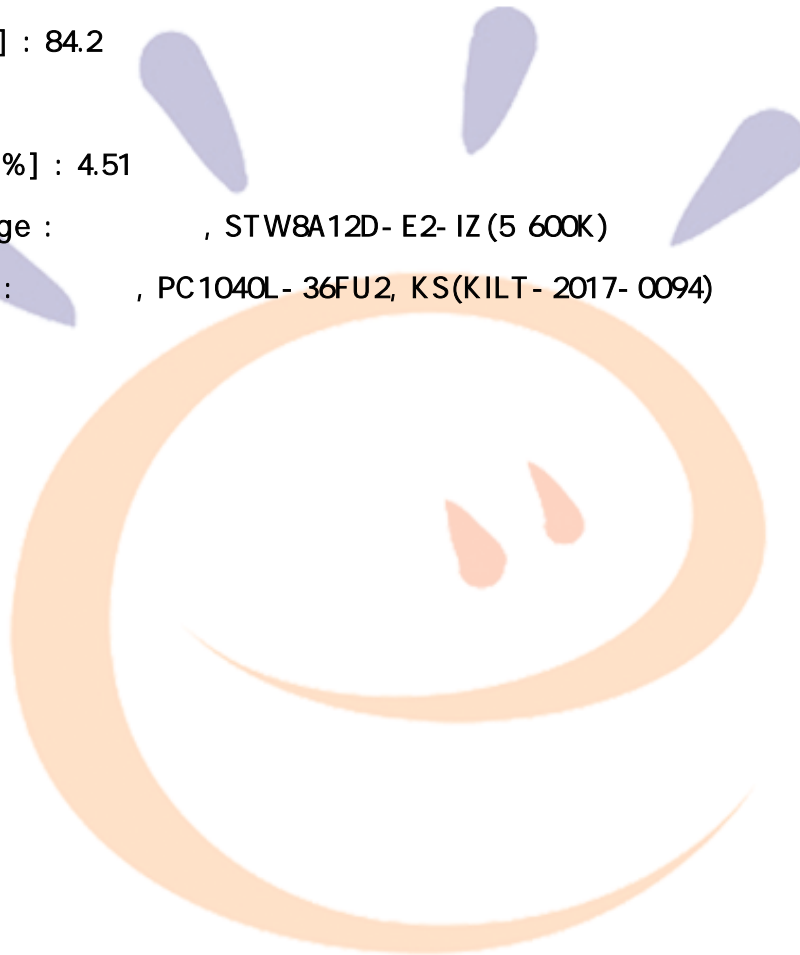 ] : 84.2
%] : 4.51
ge : , STW8A12D-E2-IZ(5 600K)
: , PC1040L-36FU2, KS(KILT-2017-0094)